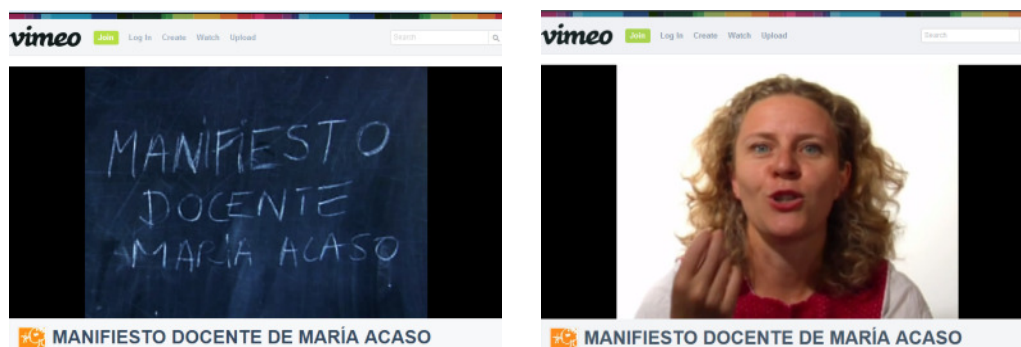 vimeo Join Log In Create Watch Upload Search
MANIFIESTO
DOCENTE
MARÍA ACASO
MANIFIESTO DOCENTE DE MARÍA ACASO
vimeo Join Log In Create Watch Upload Search
MANIFIESTO DOCENTE DE MARÍA ACASO